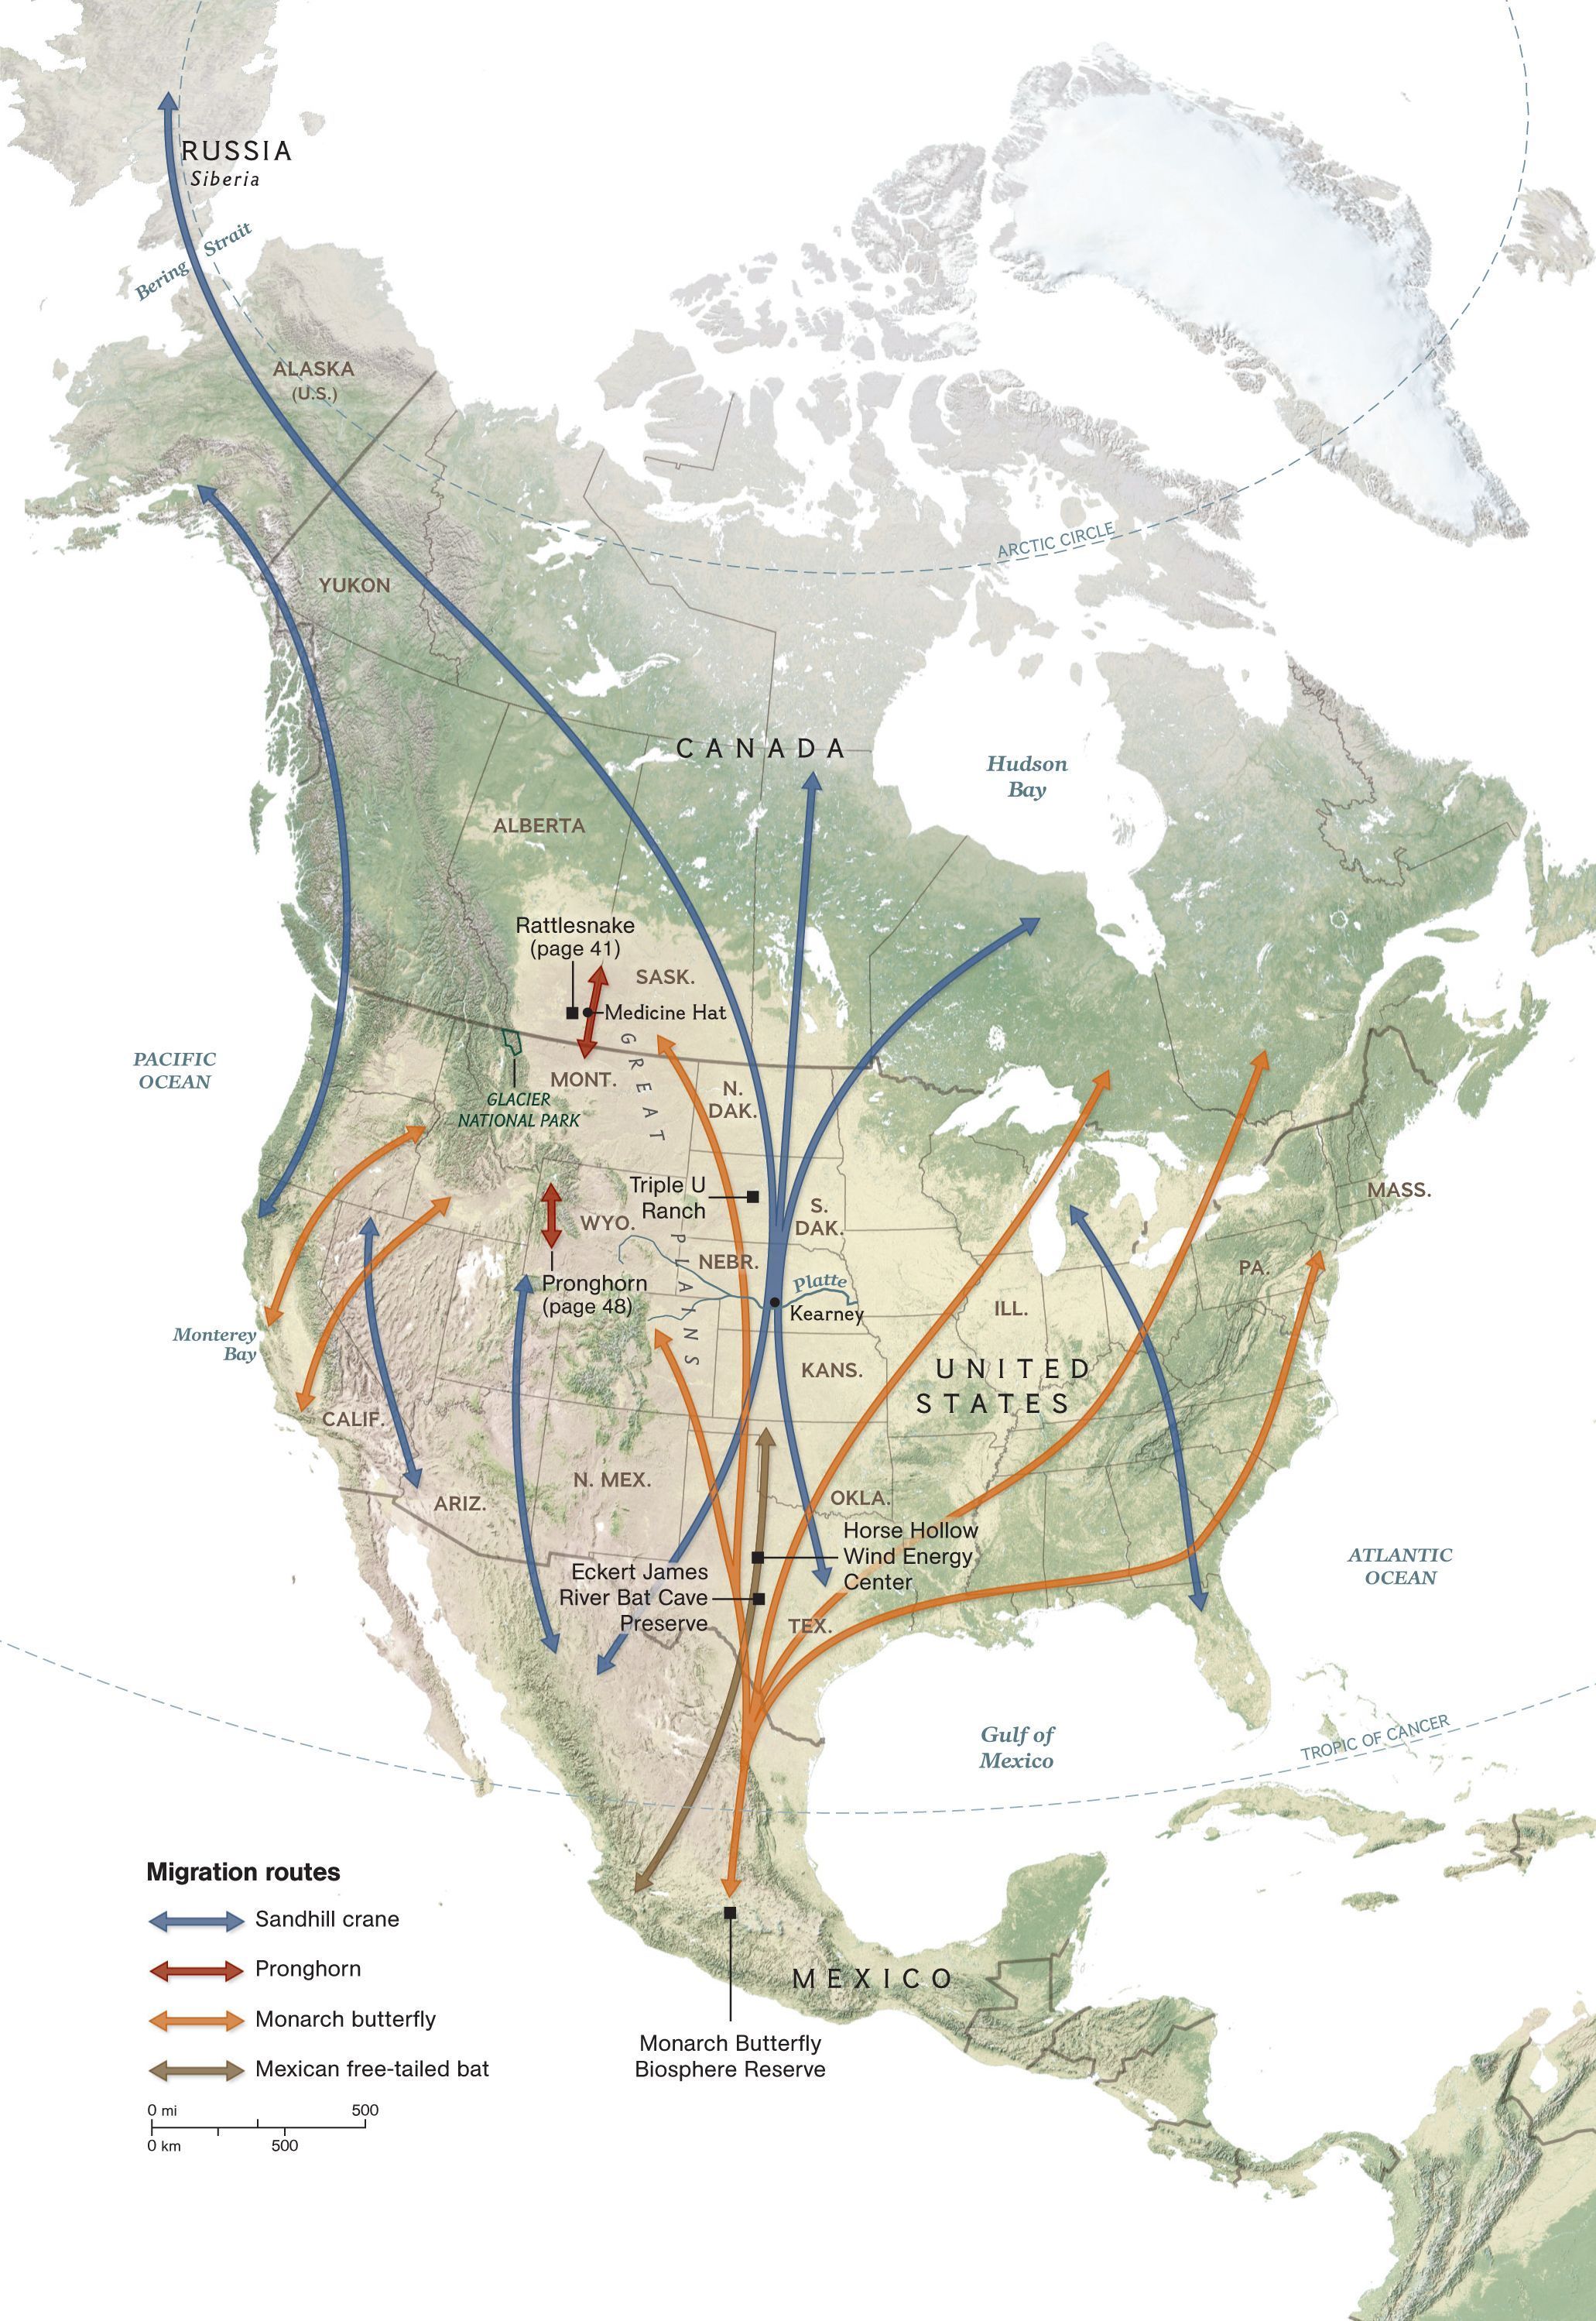 RUSSIA
Siberia
Bering Strait
ALASKA
(U.S.)
ARCTIC CIRCLE
YUKON
CANADA
Hudson
Bay
ALBERTA
Rattlesnake
(page 41)
SASK.
Medicine Hat
GREAT PLAINS
PACIFIC
OCEAN
MONT.
GLACIER
NATIONAL PARK
N.
DAK.
Triple U
Ranch
MASS.
S.
DAK.
WYO.
NEBR.
PA.
Pronghorn
(page 48)
Platte
Kearney
ILL.
Monterey
Bay
KANS.
UNITED
STATES
CALIF.
N. MEX.
ARIZ.
OKLA.
Horse Hollow
Wind Energy
Center
Eckert James
River Bat Cave
Preserve
ATLANTIC
OCEAN
TEX.
Gulf of
Mexico
TROPIC OF CANCER
Migration routes
Sandhill crane
Pronghorn
Monarch butterfly
Mexican free-tailed bat
0 mi 500
0 km 500
MEXICO
Monarch Butterfly
Biosphere Reserve